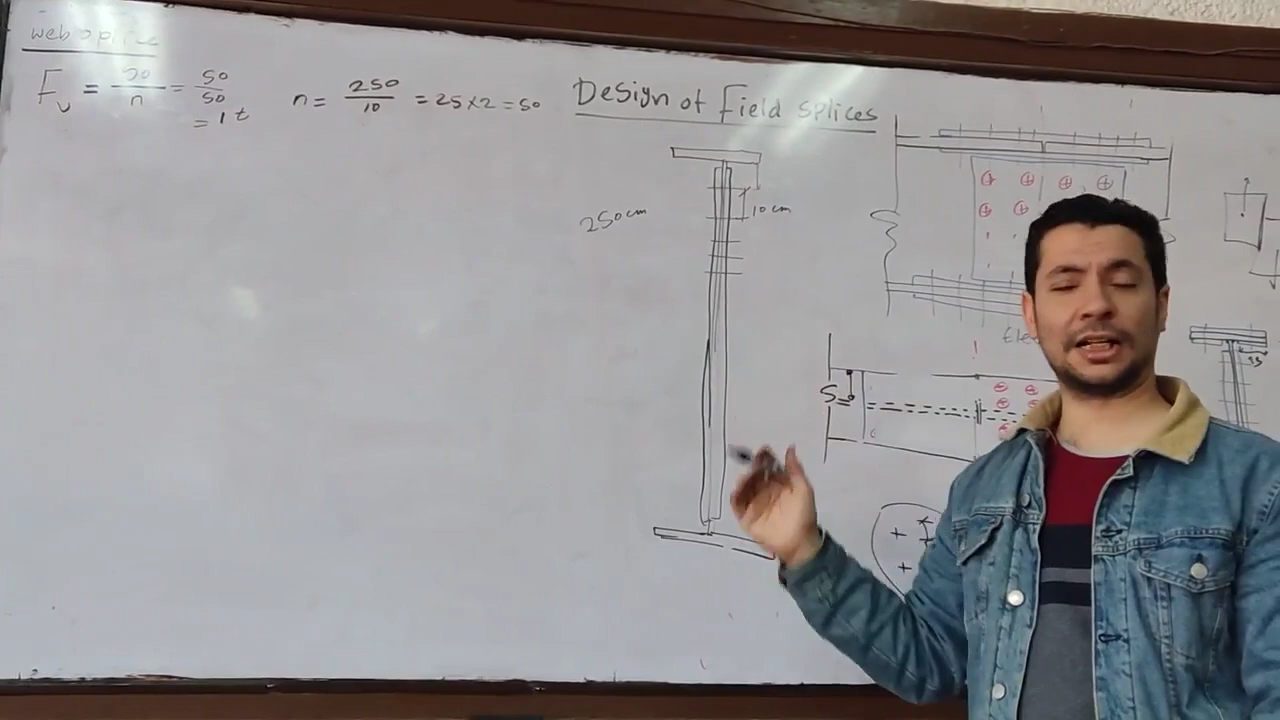 web splice
Fᵥ = 50/n = 50/50
= 1 t
n = 250/10 = 25 x 2 = 50
Design of Field splices
250 cm
10 cm
S=